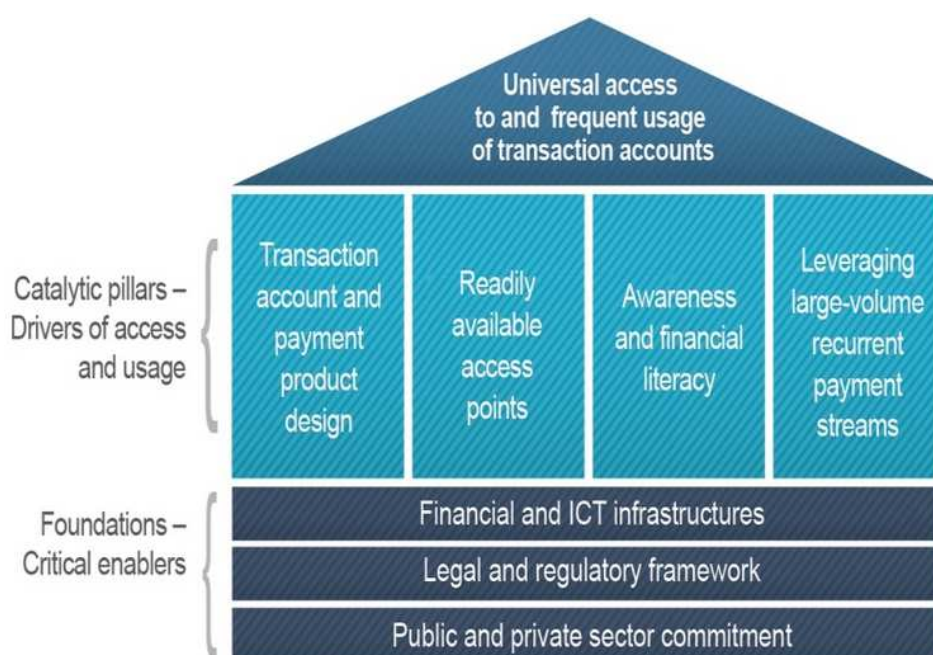 Universal access
to and frequent usage
of transaction accounts
Catalytic pillars –
Drivers of access
and usage
Transaction
account and
payment
product
design
Readily
available
access
points
Awareness
and financial
literacy
Leveraging
large-volume
recurrent
payment
streams
Foundations –
Critical enablers
Financial and ICT infrastructures
Legal and regulatory framework
Public and private sector commitment